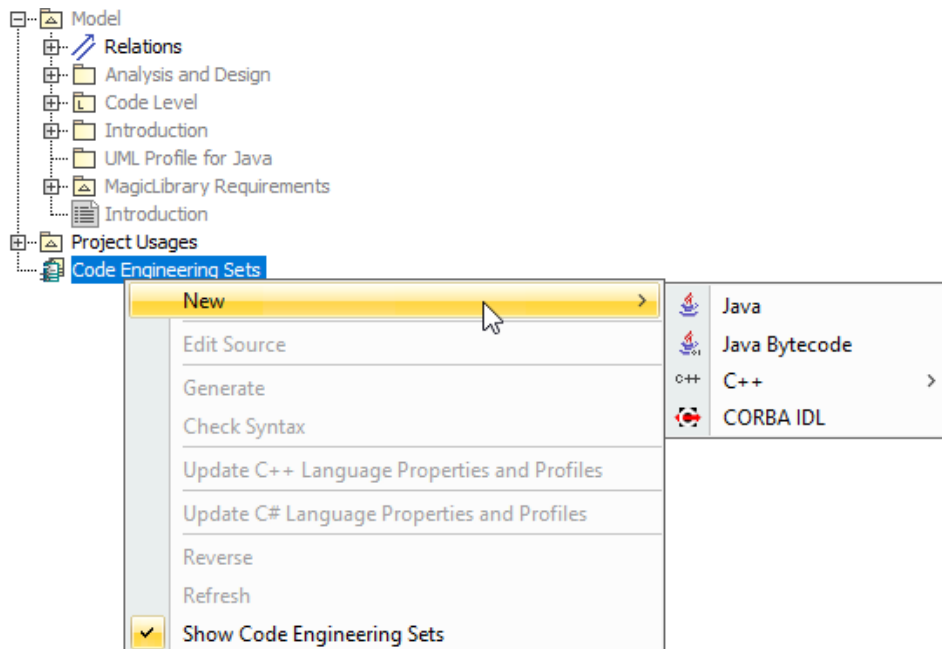 Model
Relations
Analysis and Design
Code Level
Introduction
UML Profile for Java
MagicLibrary Requirements
Introduction
Project Usages
Code Engineering Sets
New
Edit Source
Generate
Check Syntax
Update C++ Language Properties and Profiles
Update C# Language Properties and Profiles
Reverse
Refresh
Show Code Engineering Sets
Java
Java Bytecode
C++ C++
CORBA IDL